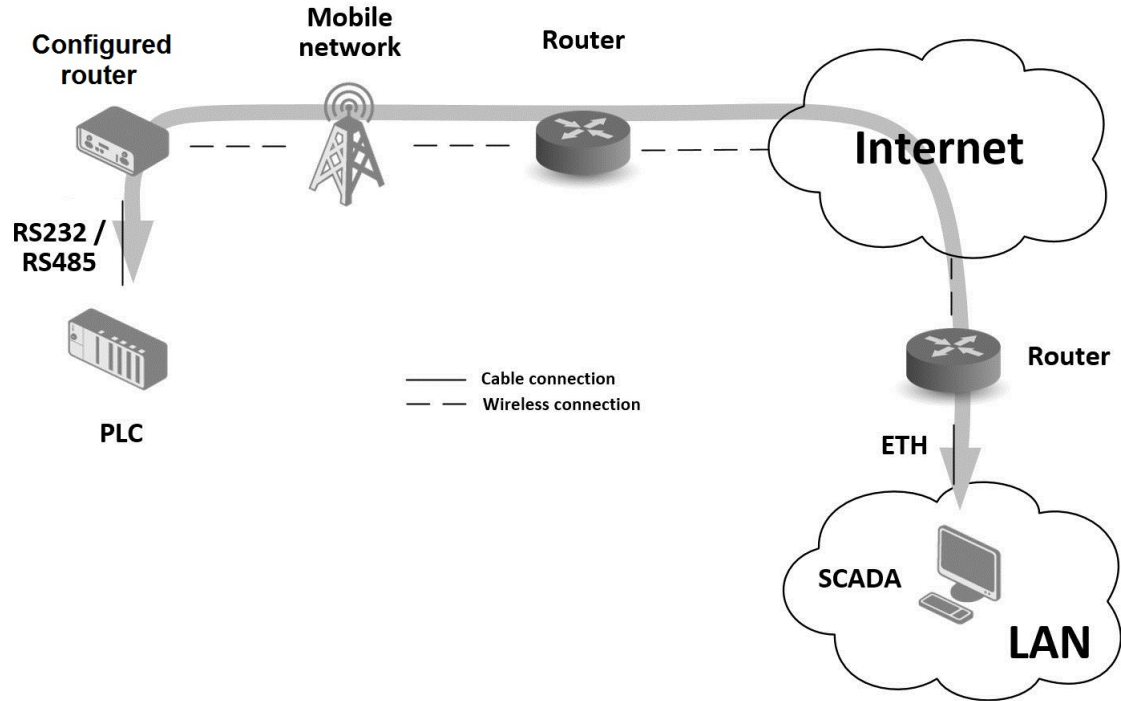 Configured
router
Mobile
network
Router
Internet
RS232 /
RS485
PLC
Cable connection
Wireless connection
Router
ETH
SCADA
LAN